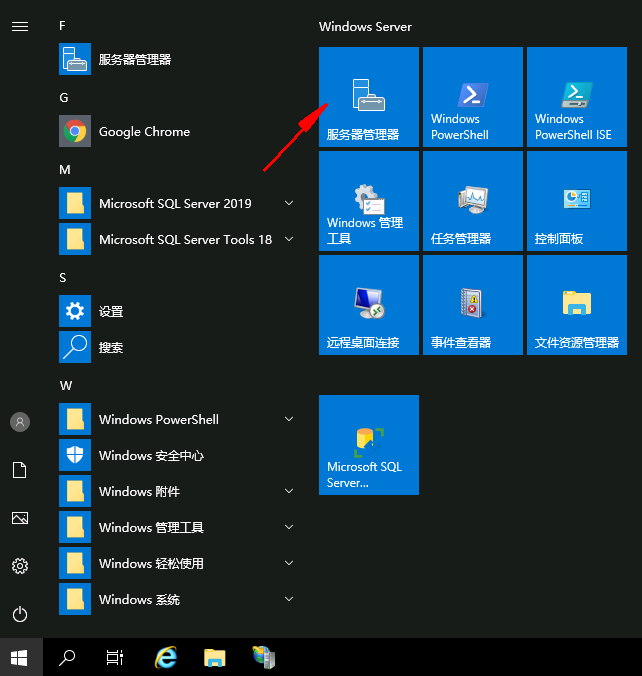 F
服务器管理器
G
Google Chrome
M
Microsoft SQL Server 2019
Microsoft SQL Server Tools 18
S
设置
搜索
W
Windows PowerShell
Windows 安全中心
Windows 附件
Windows 管理工具
Windows 轻松使用
Windows 系统
Windows Server
服务器管理器
Windows
PowerShell
Windows
PowerShell ISE
Windows 管理
工具
任务管理器
控制面板
远程桌面连接
事件查看器
文件资源管理器
Microsoft SQL
Server...